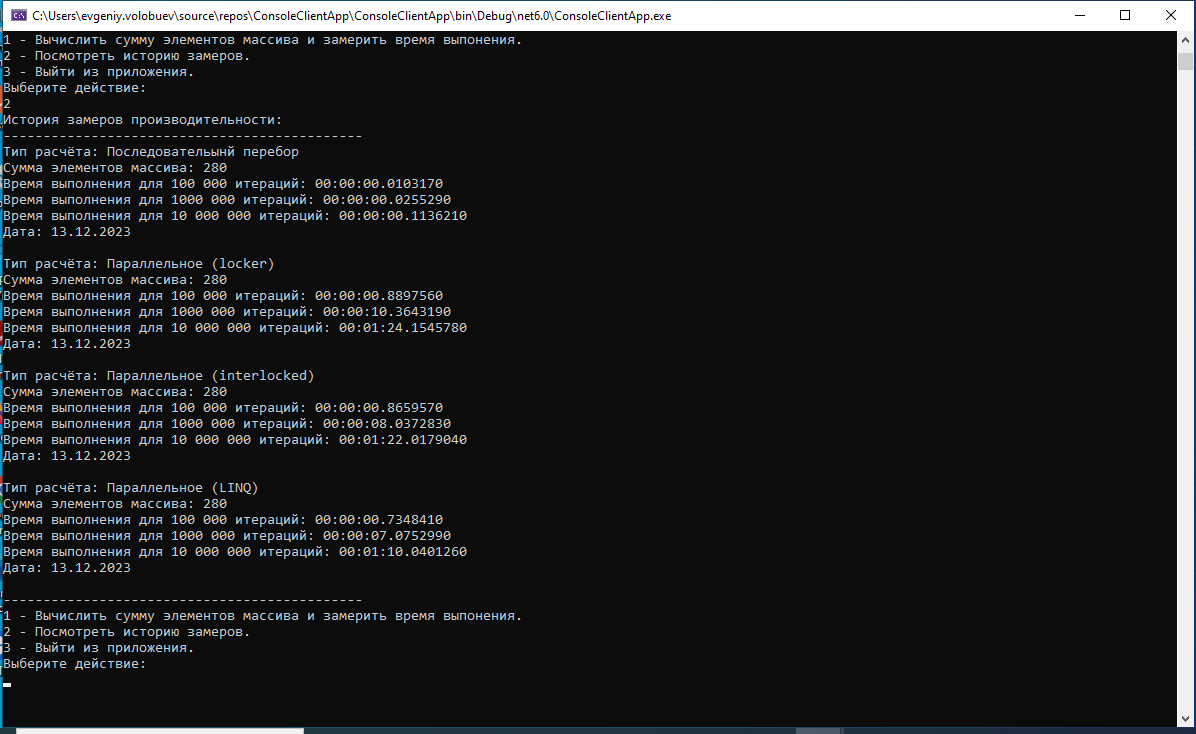 C:\Users\evgeniy.volobuev\source\repos\ConsoleClientApp\ConsoleClientApp\bin\Debug\net6.0\ConsoleClientApp.exe
1 - Вычислить сумму элементов массива и замерить время выпонения.
2 - Посмотреть историю замеров.
3 - Выйти из приложения.
Выберите действие:
2
История замеров производительности:
---------------------------------------------
Тип расчёта: Последовательынй перебор
Сумма элементов массива: 280
Время выполнения для 100 000 итераций: 00:00:00.0103170
Время выполнения для 1000 000 итераций: 00:00:00.0255290
Время выполнения для 10 000 000 итераций: 00:00:00.1136210
Дата: 13.12.2023
Тип расчёта: Параллельное (locker)
Сумма элементов массива: 280
Время выполнения для 100 000 итераций: 00:00:00.8897560
Время выполнения для 1000 000 итераций: 00:00:10.3643190
Время выполнения для 10 000 000 итераций: 00:01:24.1545780
Дата: 13.12.2023
Тип расчёта: Параллельное (interlocked)
Сумма элементов массива: 280
Время выполнения для 100 000 итераций: 00:00:00.8659570
Время выполнения для 1000 000 итераций: 00:00:08.0372830
Время выполнения для 10 000 000 итераций: 00:01:22.0179040
Дата: 13.12.2023
Тип расчёта: Параллельное (LINQ)
Сумма элементов массива: 280
Время выполнения для 100 000 итераций: 00:00:00.7348410
Время выполнения для 1000 000 итераций: 00:00:07.0752990
Время выполнения для 10 000 000 итераций: 00:01:10.0401260
Дата: 13.12.2023
---------------------------------------------
1 - Вычислить сумму элементов массива и замерить время выпонения.
2 - Посмотреть историю замеров.
3 - Выйти из приложения.
Выберите действие: